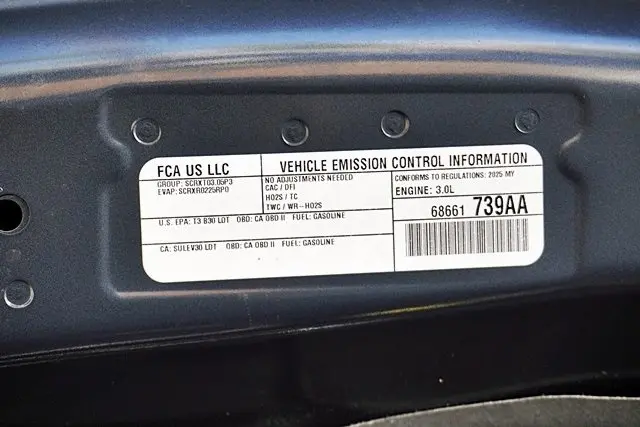 FCA US LLC
GROUP: SCRXT03.05P3
EVAP: SCRXR0225RP0
VEHICLE EMISSION CONTROL INFORMATION
NO ADJUSTMENTS NEEDED
CAC / DFI
HO2S / TC
TWC / WR-HO2S
CONFORMS TO REGULATIONS: 2025 MY
ENGINE: 3.0L
68661 739AA
U.S. EPA: T3 B30 LDT OBD: CA OBD II FUEL: GASOLINE
CA: SULEV30 LDT OBD: CA OBD II FUEL: GASOLINE